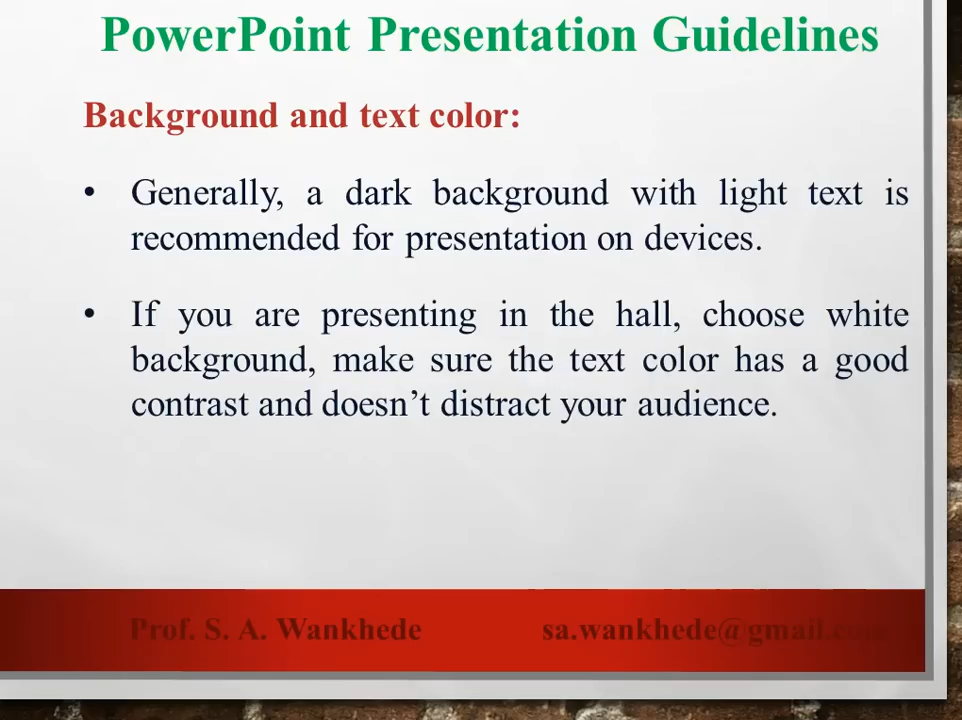 PowerPoint Presentation Guidelines
Background and text color:
• Generally, a dark background with light text is
recommended for presentation on devices.
• If you are presenting in the hall, choose white
background, make sure the text color has a good
contrast and doesn’t distract your audience.
Prof. S. A. Wankhede sa.wankhede@gmail.com